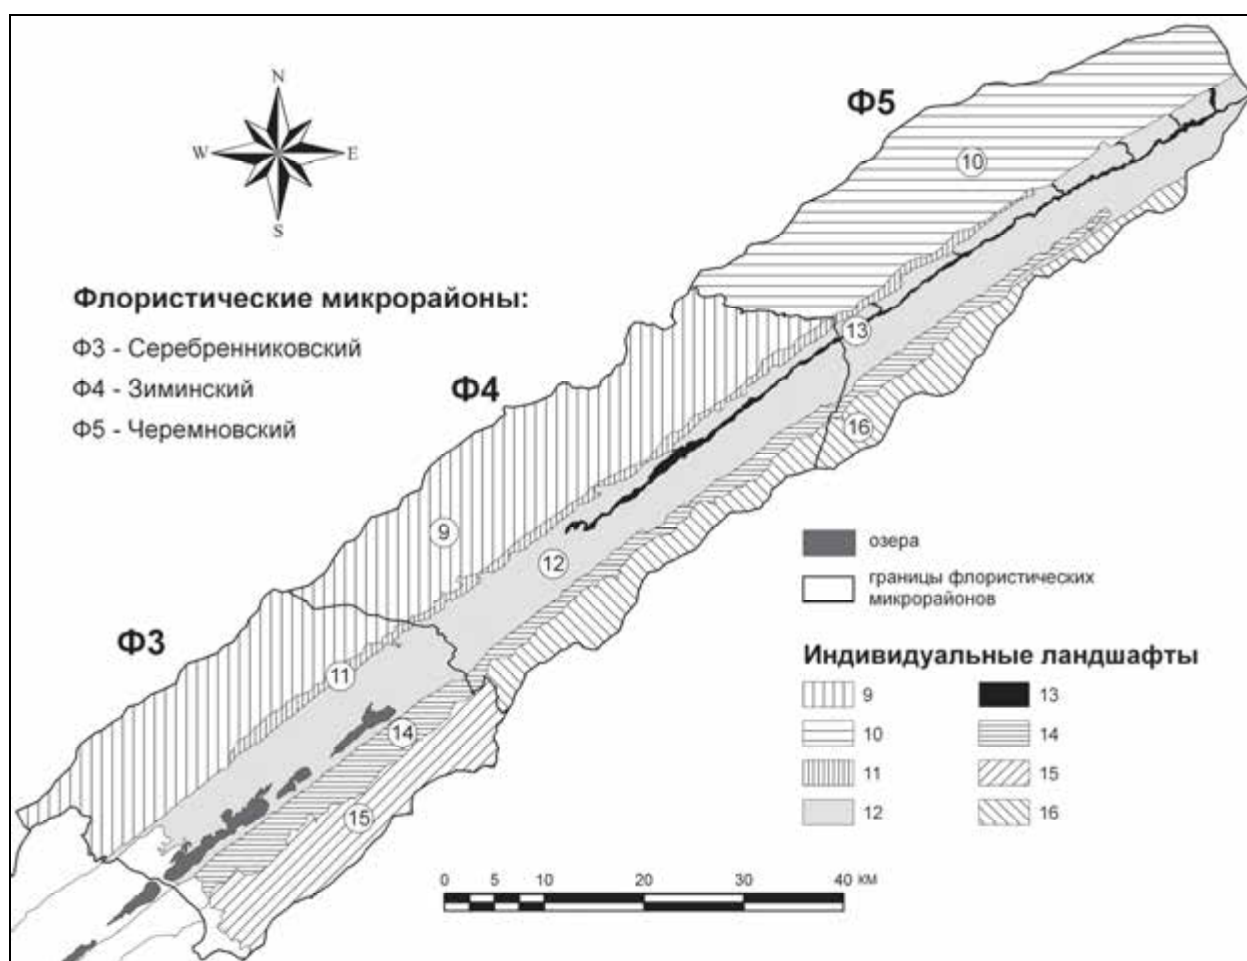 N
W
E
S
Ф5
10
Флористические микрорайоны:
Ф3 - Серебренниковский
Ф4 - Зиминский
Ф5 - Черемновский
13
Ф4
16
9
12
озера
границы флористических
микрорайонов
Ф3
11
14
15
Индивидуальные ландшафты
9
13
10
14
11
15
12
16
0 5 10 20 30 40 км